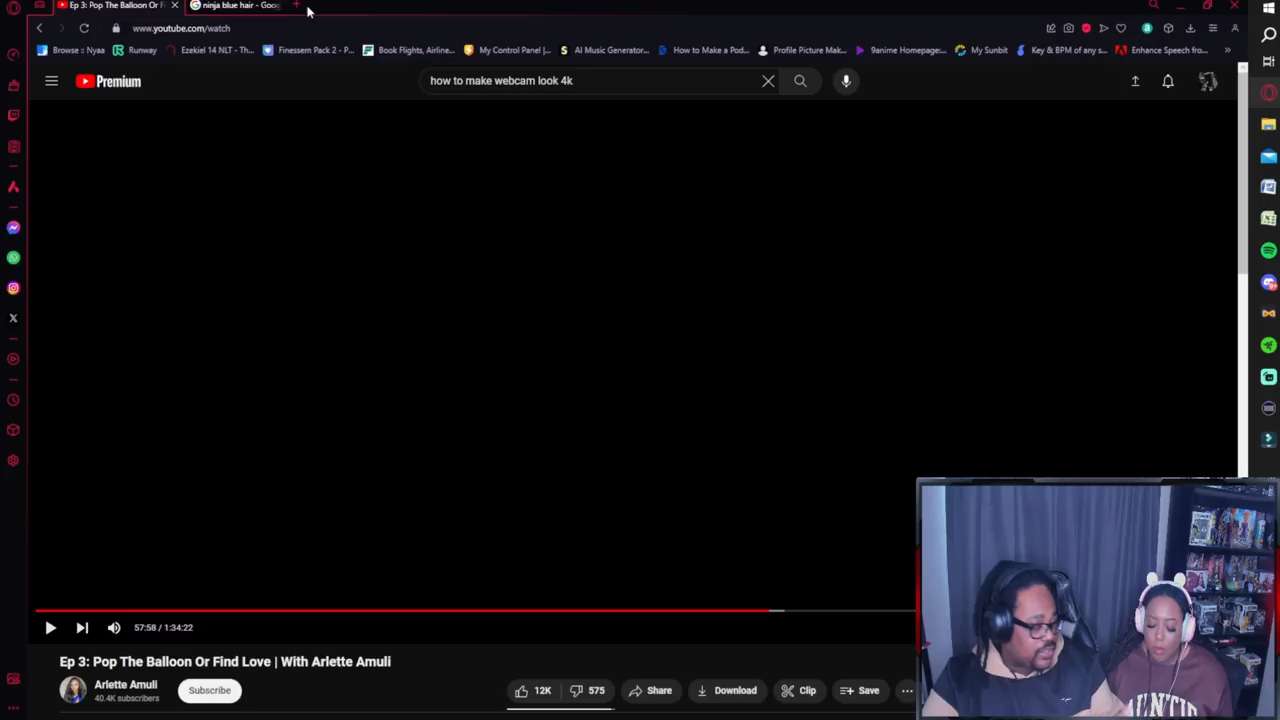 Ep 3: Pop The Balloon Or Fi
ninja blue hair - Goog
www.youtube.com/watch
Browse :: Nyaa
Runway
Ezekiel 14 NLT - Th...
Finessem Pack 2 - P...
Book Flights, Airline...
My Control Panel |...
AI Music Generator...
How to Make a Pod...
Profile Picture Mak...
9anime Homepage:...
My Sunbit
Key & BPM of any s...
Enhance Speech fro...
Premium
how to make webcam look 4k
57:58 / 1:34:22
Ep 3: Pop The Balloon Or Find Love | With Arlette Amuli
Arlette Amuli
40.4K subscribers
Subscribe
12K
575
Share
Download
Clip
Save
AUNTIE